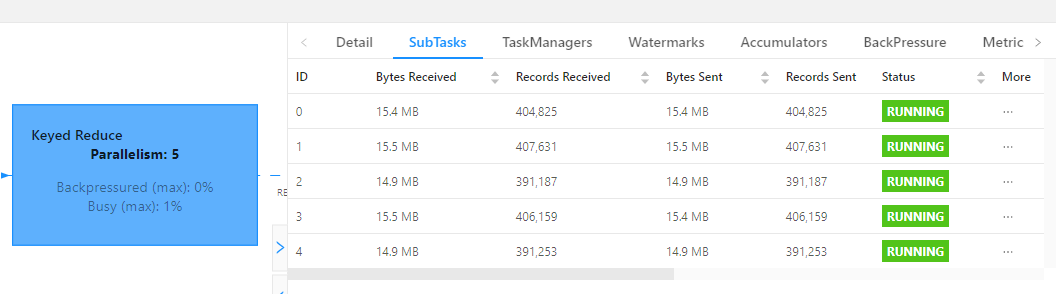 Detail SubTasks TaskManagers Watermarks Accumulators BackPressure Metric
ID Bytes Received Records Received Bytes Sent Records Sent Status More
0 15.4 MB 404,825 15.4 MB 404,825 RUNNING ...
1 15.5 MB 407,631 15.5 MB 407,631 RUNNING ...
2 14.9 MB 391,187 14.9 MB 391,187 RUNNING ...
3 15.5 MB 406,159 15.4 MB 406,159 RUNNING ...
4 14.9 MB 391,253 14.9 MB 391,253 RUNNING ...
Keyed Reduce
Parallelism: 5
Backpressured (max): 0%
Busy (max): 1%
RE